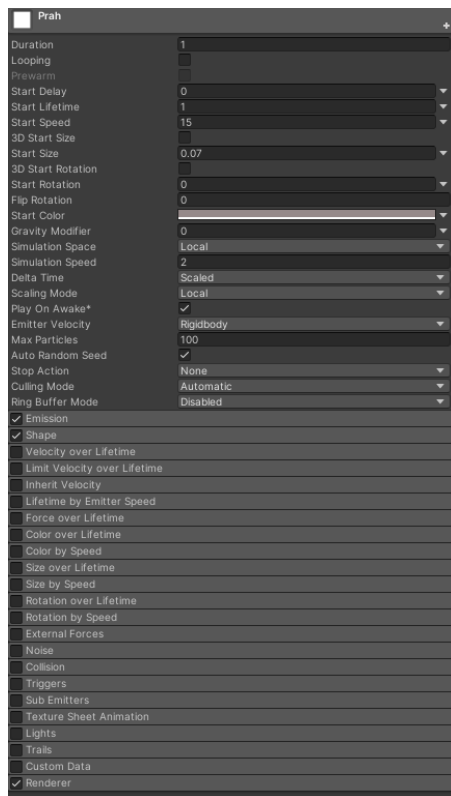 Prah
Duration 1
Looping
Prewarm
Start Delay 0
Start Lifetime 1
Start Speed 15
3D Start Size
Start Size 0.07
3D Start Rotation
Start Rotation 0
Flip Rotation 0
Start Color
Gravity Modifier 0
Simulation Space Local
Simulation Speed 2
Delta Time Scaled
Scaling Mode Local
Play On Awake*
Emitter Velocity Rigidbody
Max Particles 100
Auto Random Seed
Stop Action None
Culling Mode Automatic
Ring Buffer Mode Disabled
Emission
Shape
Velocity over Lifetime
Limit Velocity over Lifetime
Inherit Velocity
Lifetime by Emitter Speed
Force over Lifetime
Color over Lifetime
Color by Speed
Size over Lifetime
Size by Speed
Rotation over Lifetime
Rotation by Speed
External Forces
Noise
Collision
Triggers
Sub Emitters
Texture Sheet Animation
Lights
Trails
Custom Data
Renderer